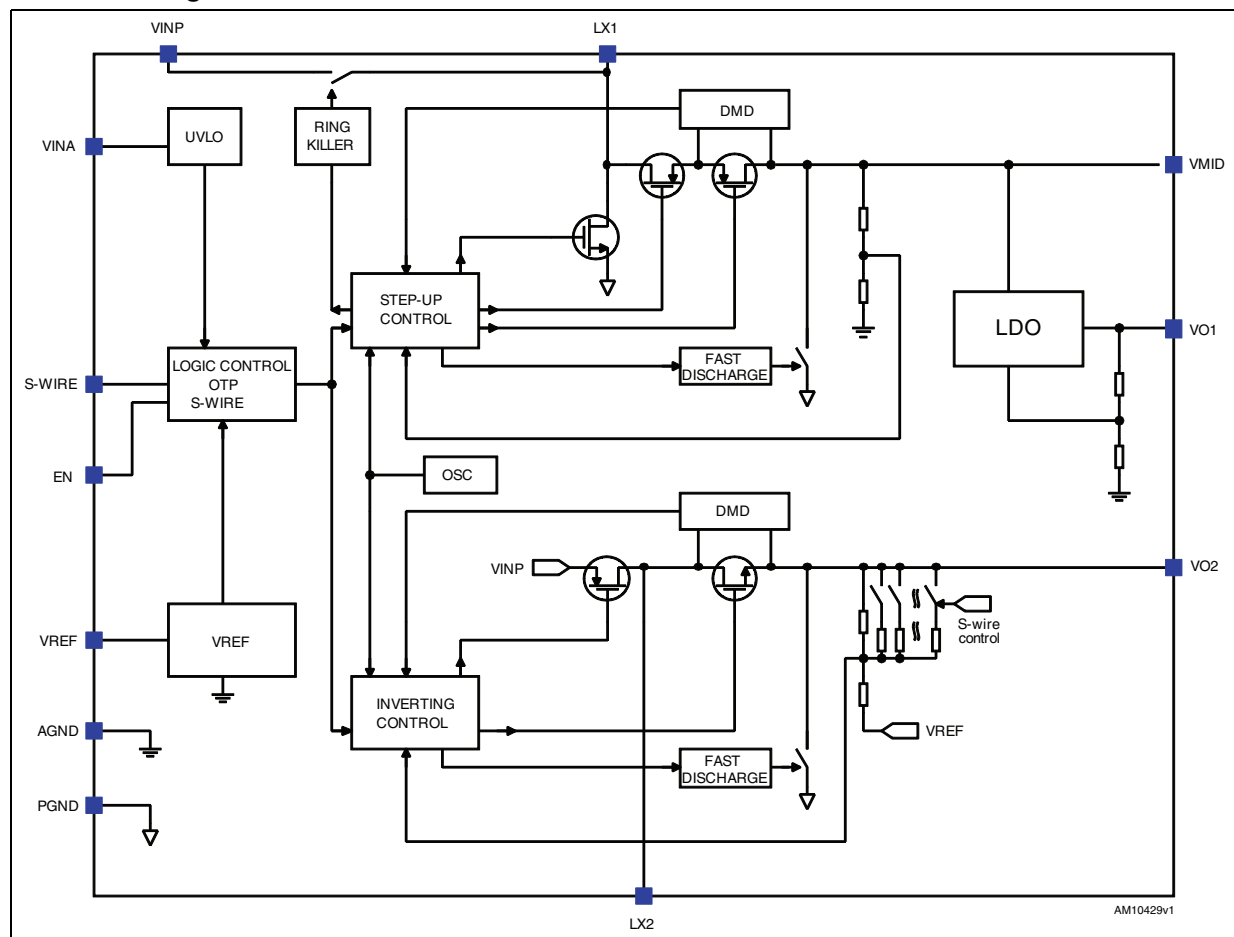 VINP
LX1
DMD
UVLO
RING
KILLER
VINA
VMID
STEP-UP
CONTROL
LDO
VO1
FAST
DISCHARGE
LOGIC CONTROL
OTP
S-WIRE
S-WIRE
EN
OSC
DMD
VINP
VO2
S-wire
control
VREF
VREF
INVERTING
CONTROL
VREF
AGND
FAST
DISCHARGE
PGND
LX2
AM10429v1